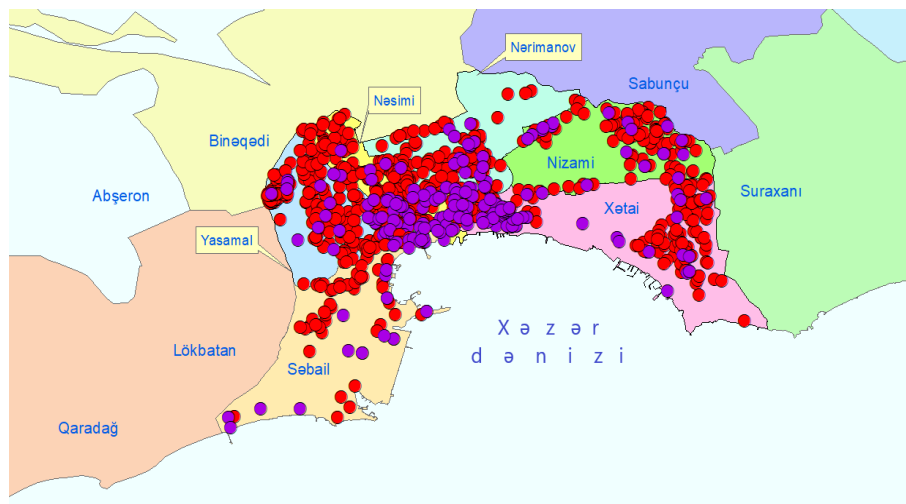 Nərimanov
Sabunçu
Nəsimi
Binəqədi
Nizami
Abşeron
Suraxanı
Xətai
Yasamal
Xəzər
dənizi
Lökbatan
Səbail
Qaradağ